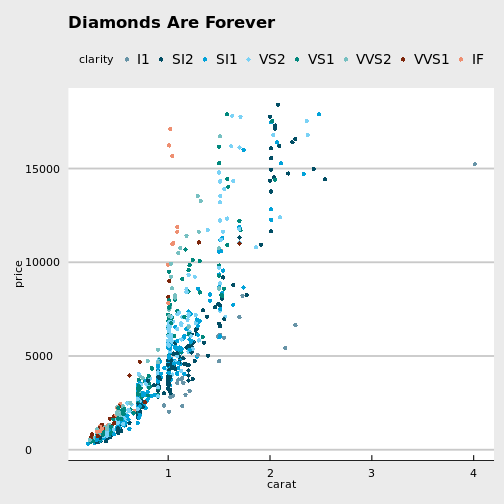 Diamonds Are Forever
clarity I1 SI2 SI1 VS2 VS1 VVS2 VVS1 IF
15000
10000
5000
0
price
1 2 3 4
carat